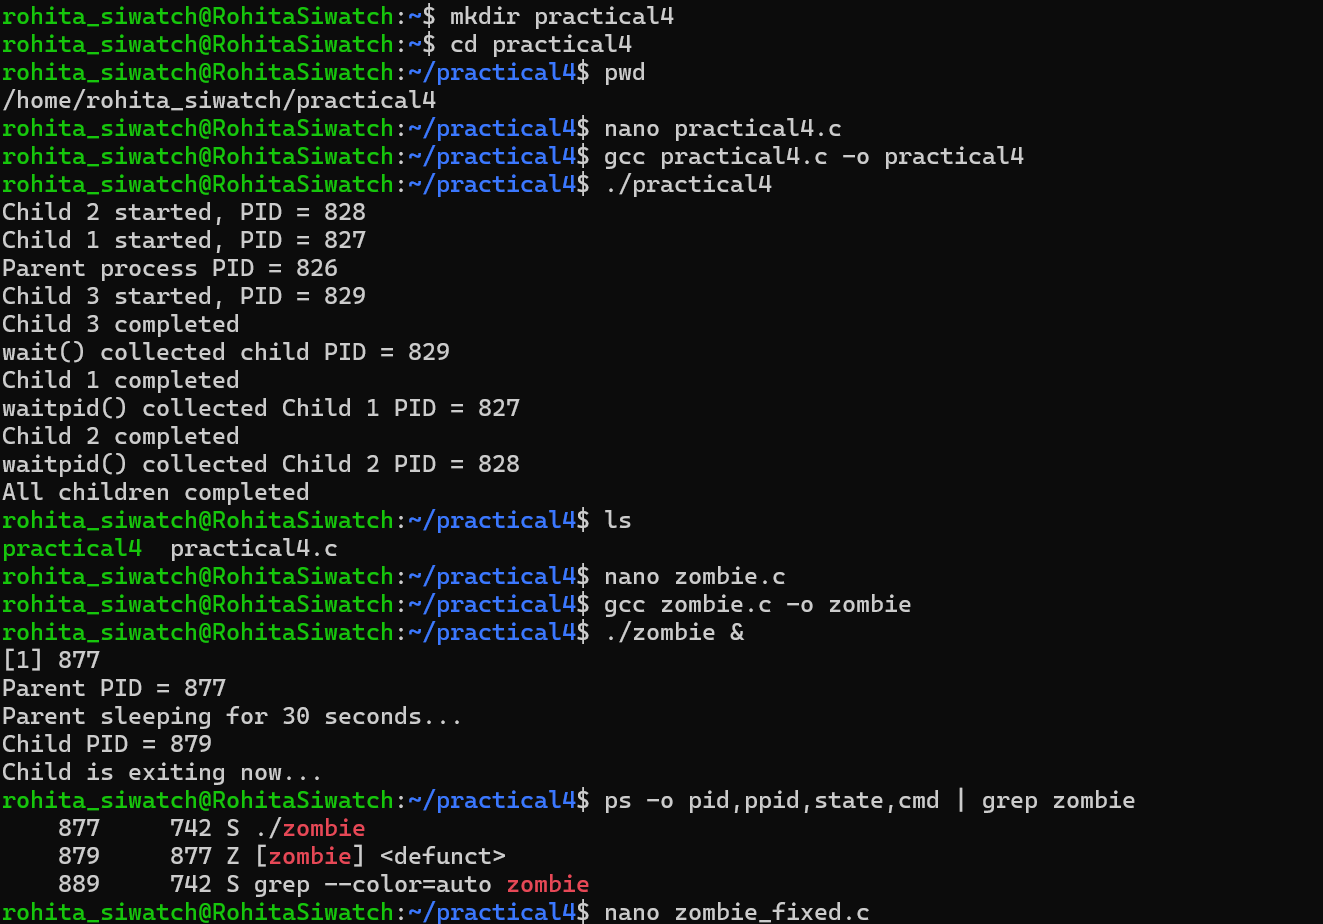 rohita_siwatch@RohitaSiwatch:~$ mkdir practical4
rohita_siwatch@RohitaSiwatch:~$ cd practical4
rohita_siwatch@RohitaSiwatch:~/practical4$ pwd
/home/rohita_siwatch/practical4
rohita_siwatch@RohitaSiwatch:~/practical4$ nano practical4.c
rohita_siwatch@RohitaSiwatch:~/practical4$ gcc practical4.c -o practical4
rohita_siwatch@RohitaSiwatch:~/practical4$ ./practical4
Child 2 started, PID = 828
Child 1 started, PID = 827
Parent process PID = 826
Child 3 started, PID = 829
Child 3 completed
wait() collected child PID = 829
Child 1 completed
waitpid() collected Child 1 PID = 827
Child 2 completed
waitpid() collected Child 2 PID = 828
All children completed
rohita_siwatch@RohitaSiwatch:~/practical4$ ls
practical4  practical4.c
rohita_siwatch@RohitaSiwatch:~/practical4$ nano zombie.c
rohita_siwatch@RohitaSiwatch:~/practical4$ gcc zombie.c -o zombie
rohita_siwatch@RohitaSiwatch:~/practical4$ ./zombie &
[1] 877
Parent PID = 877
Parent sleeping for 30 seconds...
Child PID = 879
Child is exiting now...
rohita_siwatch@RohitaSiwatch:~/practical4$ ps -o pid,ppid,state,cmd | grep zombie
    877     742 S ./zombie
    879     877 Z [zombie] <defunct>
    889     742 S grep --color=auto zombie
rohita_siwatch@RohitaSiwatch:~/practical4$ nano zombie_fixed.c